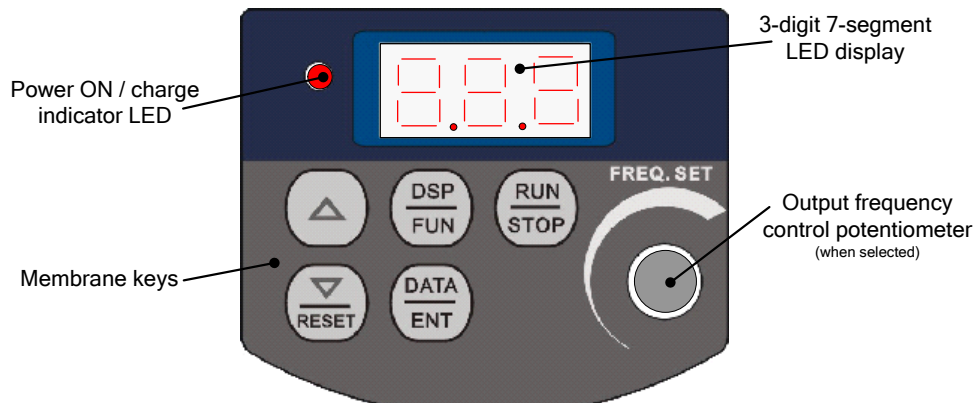 3-digit 7-segment
LED display
Power ON / charge
indicator LED
FREQ. SET
DSP
FUN
RUN
STOP
Output frequency
control potentiometer
(when selected)
Membrane keys
RESET
DATA
ENT